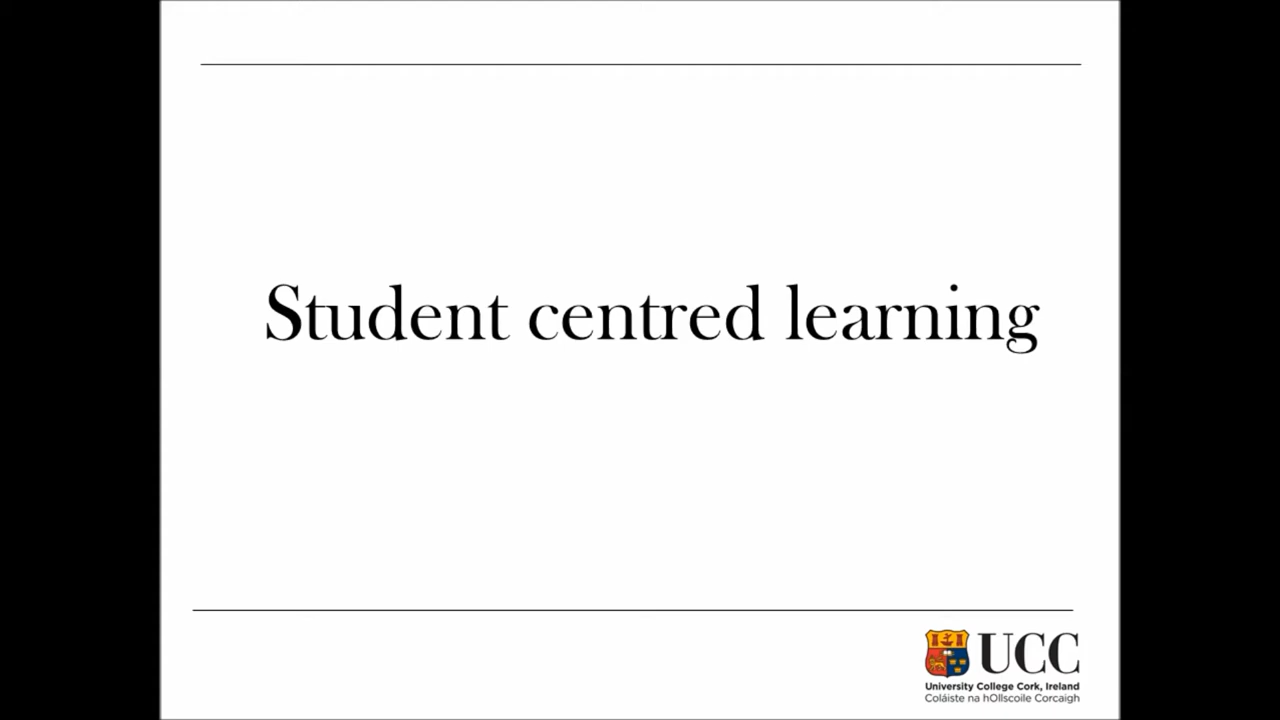 Student centred learning
UCC
University College Cork, Ireland
Coláiste na hOllscoile Corcaigh